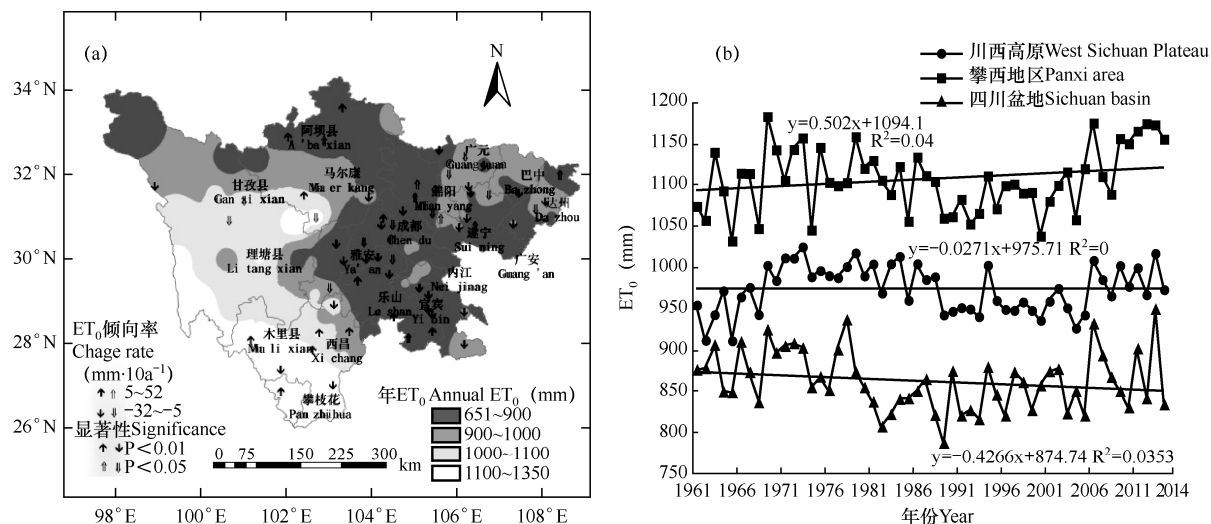 (a)
N
34°N
32°N
30°N
28°N
26°N
98°E
100°E
102°E
104°E
106°E
108°E
阿坝县
A 'ba xian
马尔康
Ma er kang
甘孜县
Gan zi xian
理塘县
Li tang xian
广元
Guang yuan
巴中
Ba zhong
达州
Da zhou
绵阳
Mian yang
成都
Chen du
遂宁
Sui ning
广安
Guang 'an
雅安
Ya' an
内江
Nei jiang
乐山
Le shan
宜宾
Yi bin
木里县
Mu li xian
西昌
Xi chang
攀枝花
Pan zhi hua
ET₀倾向率
Chage rate
(mm·10a⁻¹)
5~52
−32~−5
显著性Significance
P<0.01
P<0.05
年ET₀ Annual ET₀ (mm)
651~900
900~1000
1000~1100
1100~1350
0 75 150 225 300
km
(b)
川西高原West Sichuan Plateau
攀西地区Panxi area
四川盆地Sichuan basin
y=0.502x+1094.1
R²=0.04
y=−0.0271x+975.71 R²=0
y=−0.4266x+874.74 R²=0.0353
ET₀ (mm)
1200
1150
1100
1050
1000
950
900
850
800
750
1961 1966 1971 1976 1981 1986 1991 1996 2001 2006 2011 2014
年份Year